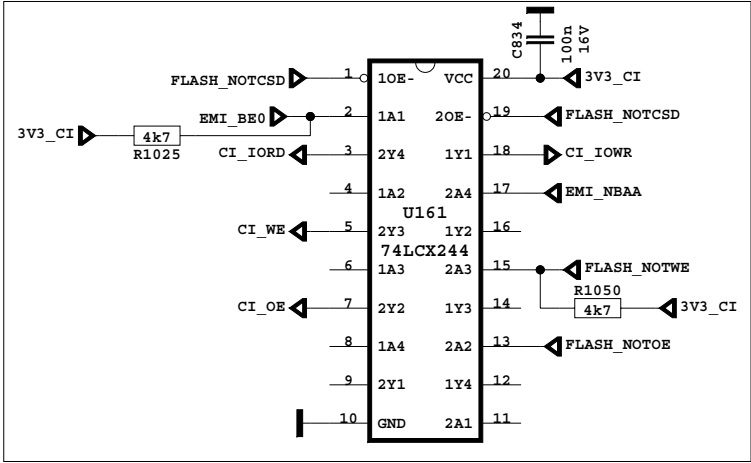 C834
100n
16V
FLASH_NOTCSD 1 1OE- VCC 20 3V3_CI
EMI_BE0 2 1A1 2OE- 19 FLASH_NOTCSD
3V3_CI 4k7
R1025
CI_IORD 3 2Y4 1Y1 18 CI_IOWR
4 1A2 2A4 17 EMI_NBAA
U161
CI_WE 5 2Y3 1Y2 16
74LCX244
6 1A3 2A3 15 FLASH_NOTWE
R1050
4k7 3V3_CI
CI_OE 7 2Y2 1Y3 14
8 1A4 2A2 13 FLASH_NOTOE
9 2Y1 1Y4 12
10 GND 2A1 11